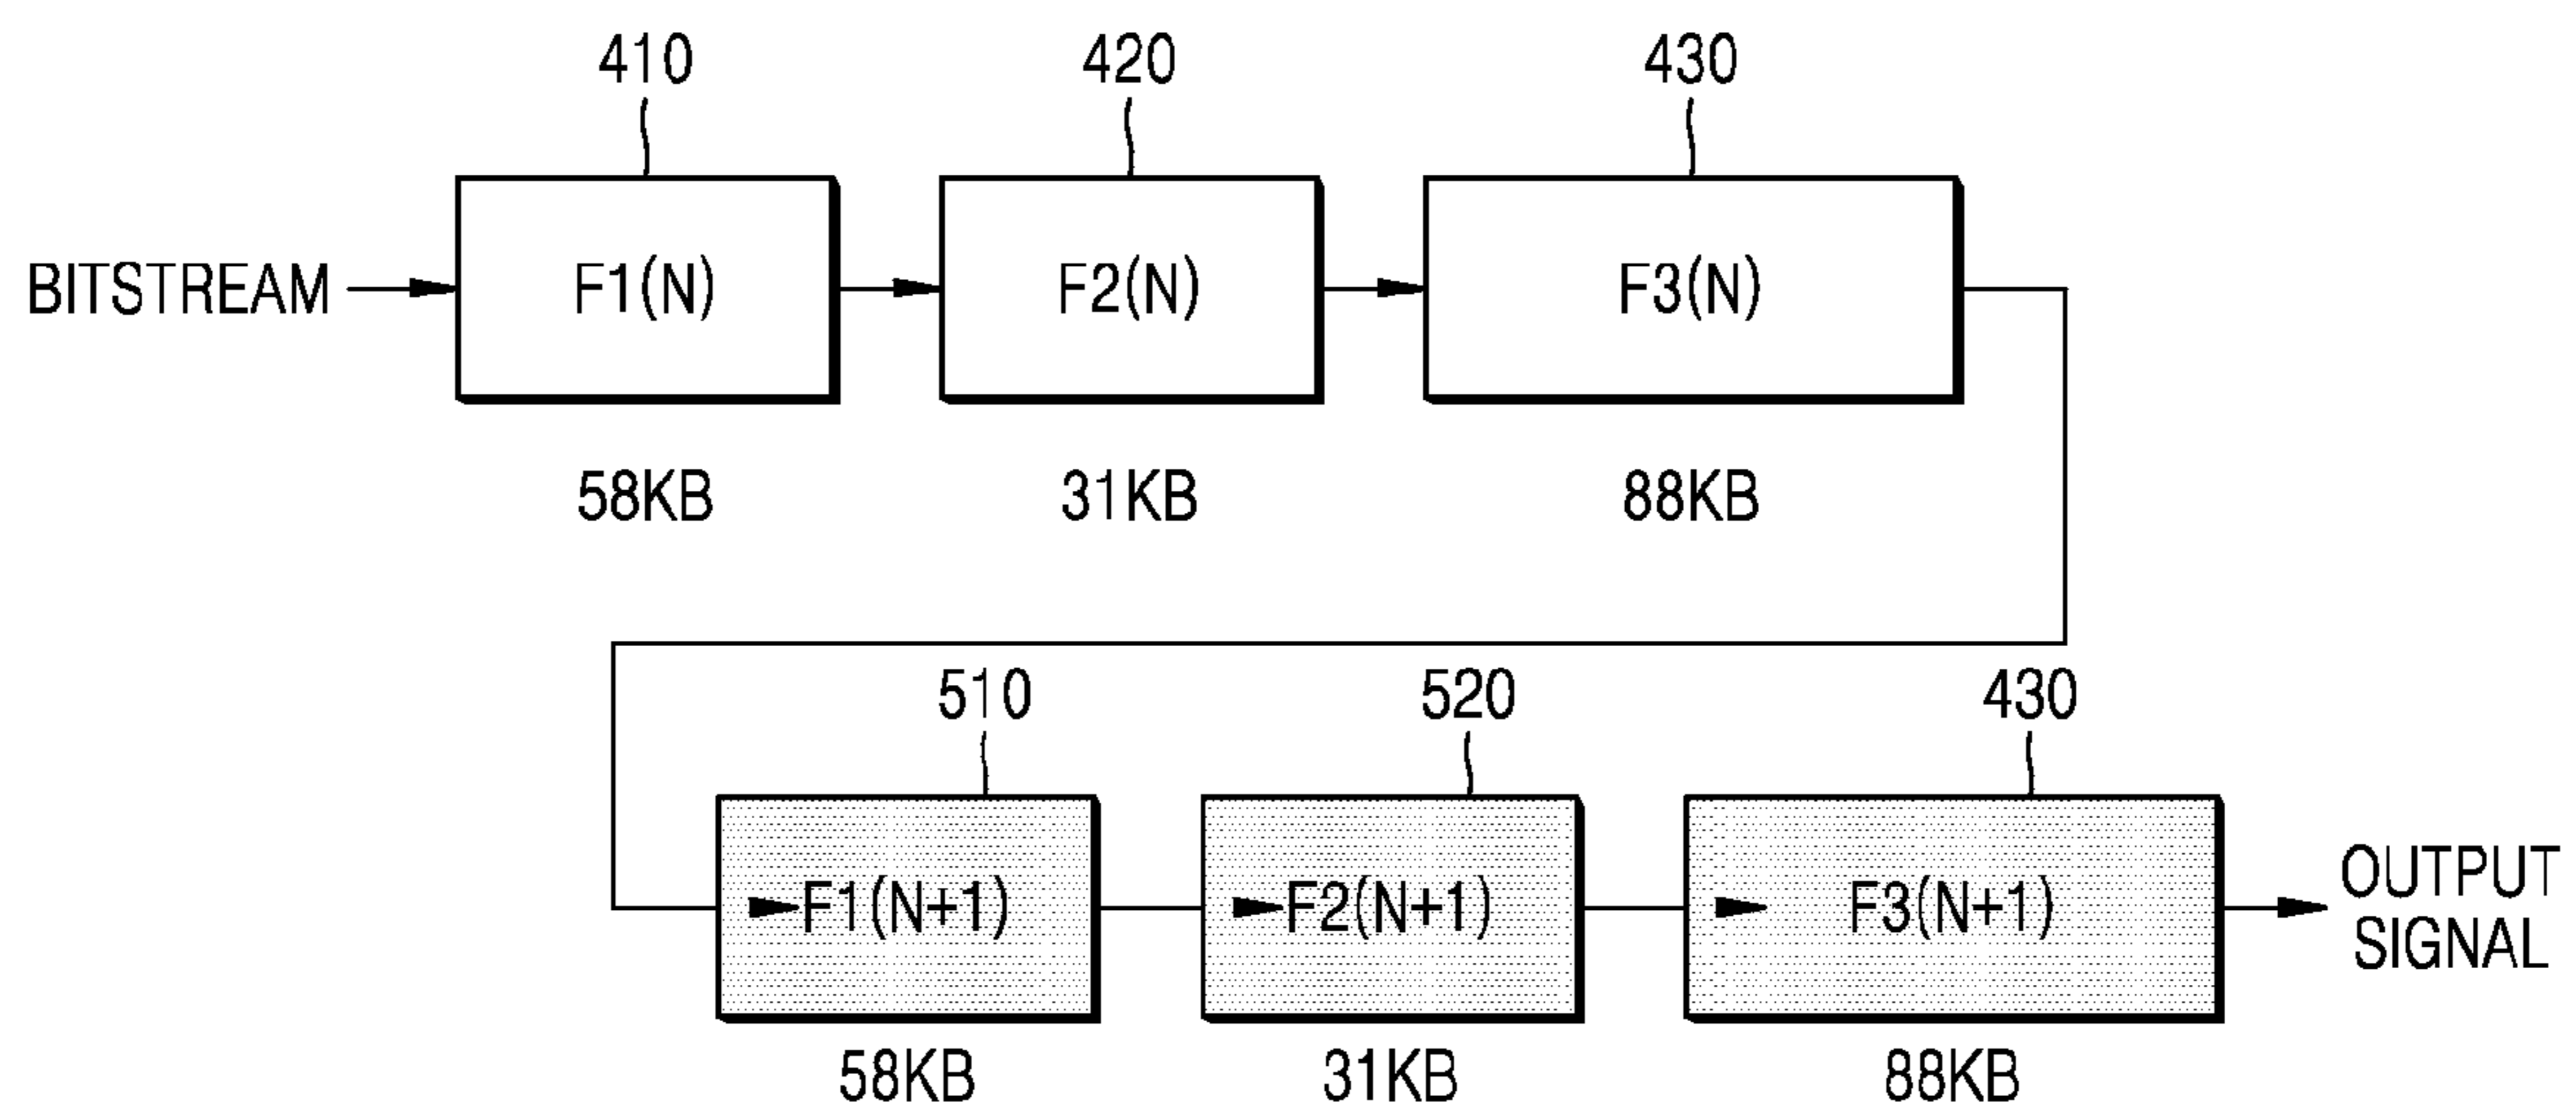 410 420 430
BITSTREAM F1(N) F2(N) F3(N)
58KB 31KB 88KB
510 520 430
F1(N+1) F2(N+1) F3(N+1) OUTPUT
SIGNAL
58KB 31KB 88KB